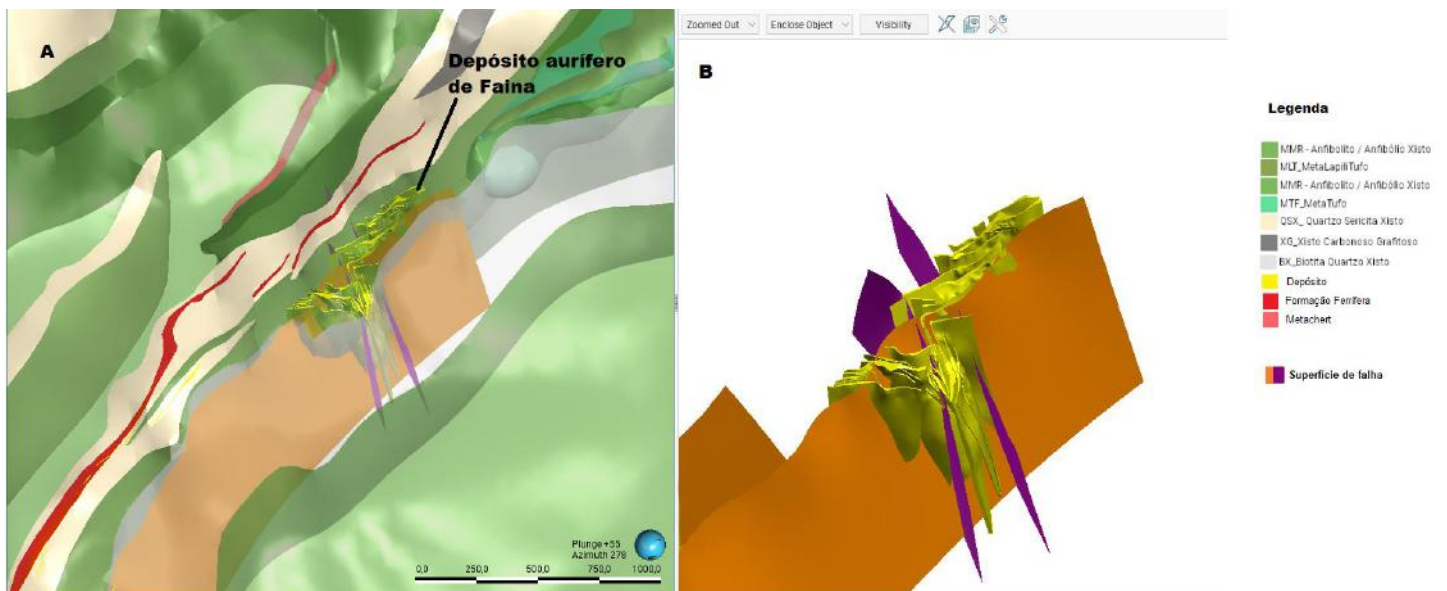 A
Depósito aurífero
de Faina
Plunge +55
Azimuth 278
0,0 250,0 500,0 750,0 1000,0
Zoomed Out Enclose Object Visibility
B
Legenda
MMR - Anfibolito / Anfibólio Xisto
MLT_MetaLapiliTufo
MMR - Anfibolito / Anfibólio Xisto
MTF_MetaTufo
QSX_ Quartzo Sericita Xisto
XG_Xisto Carbonoso Grafitoso
BX_Biotita Quartzo Xisto
Depósito
Formação Ferrífera
Metachert
Superfície de falha